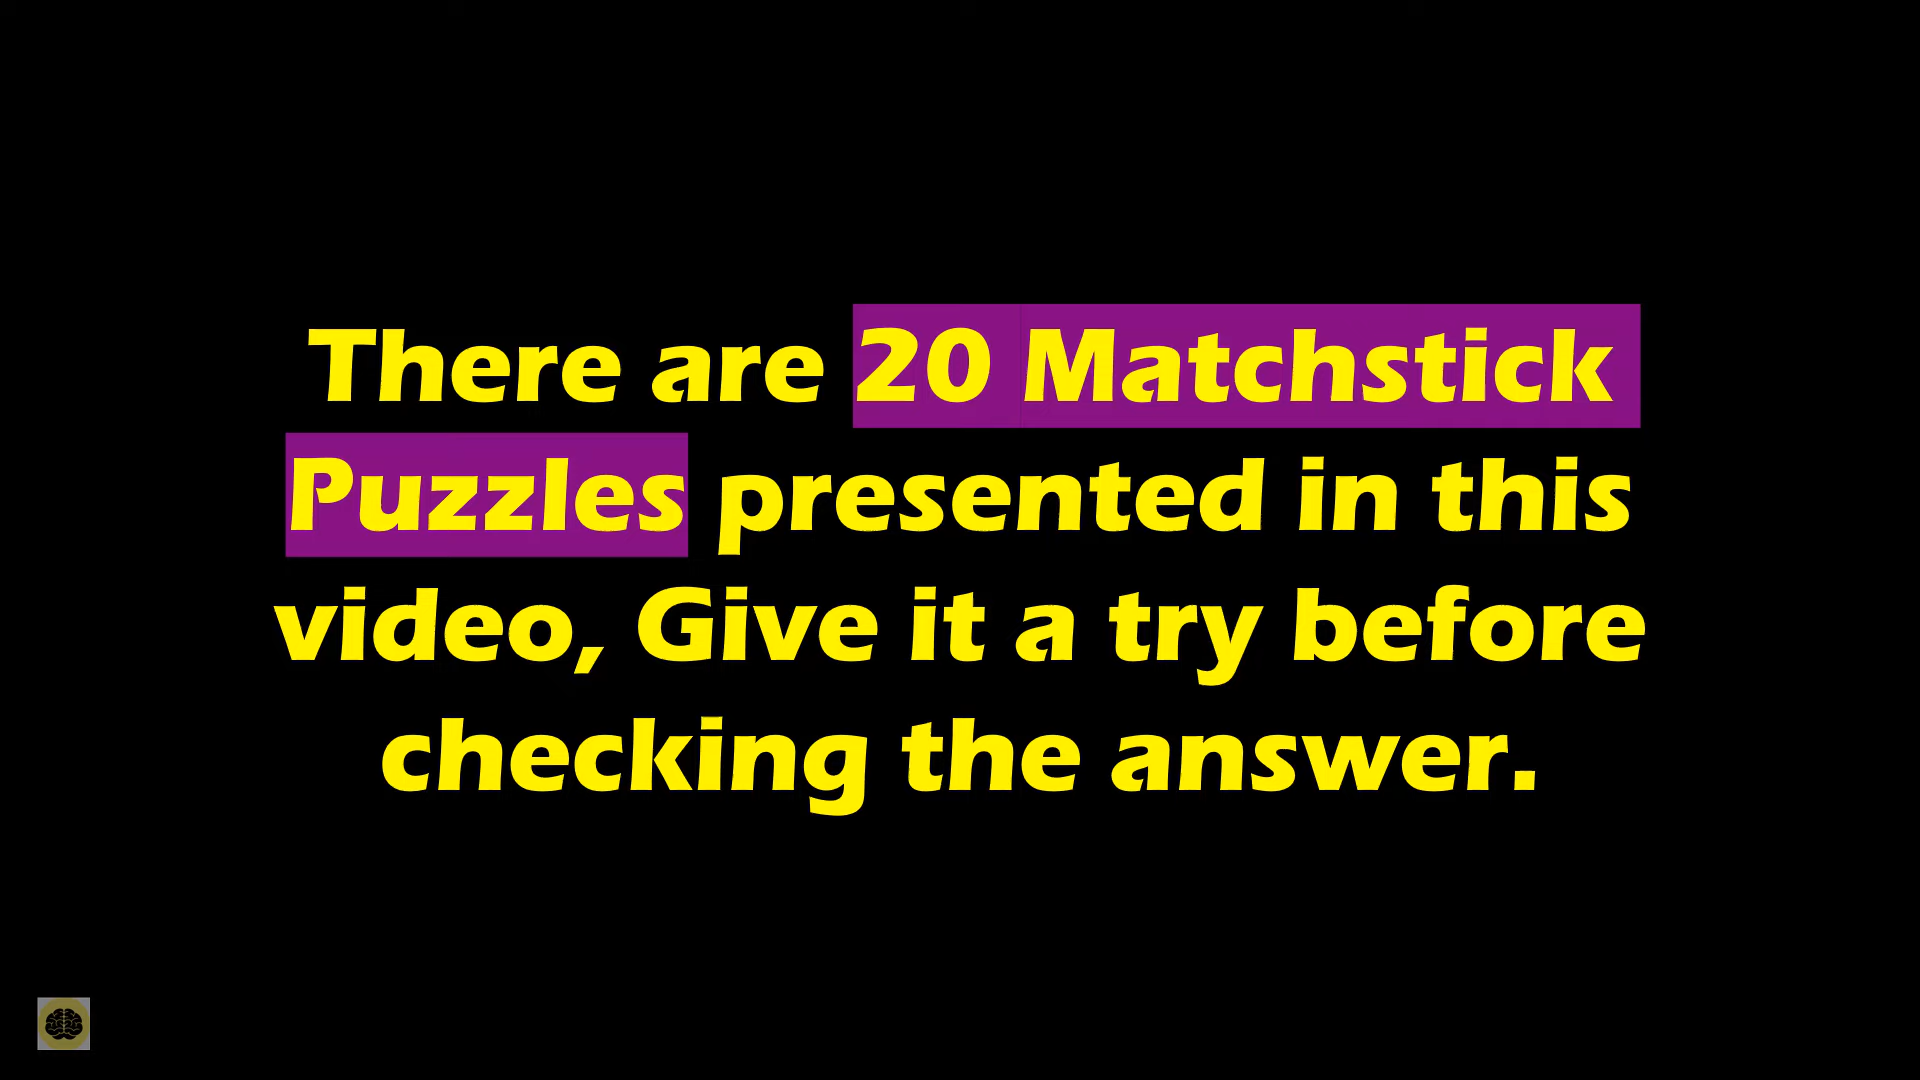 There are 20 Matchstick
Puzzles presented in this
video, Give it a try before
checking the answer.